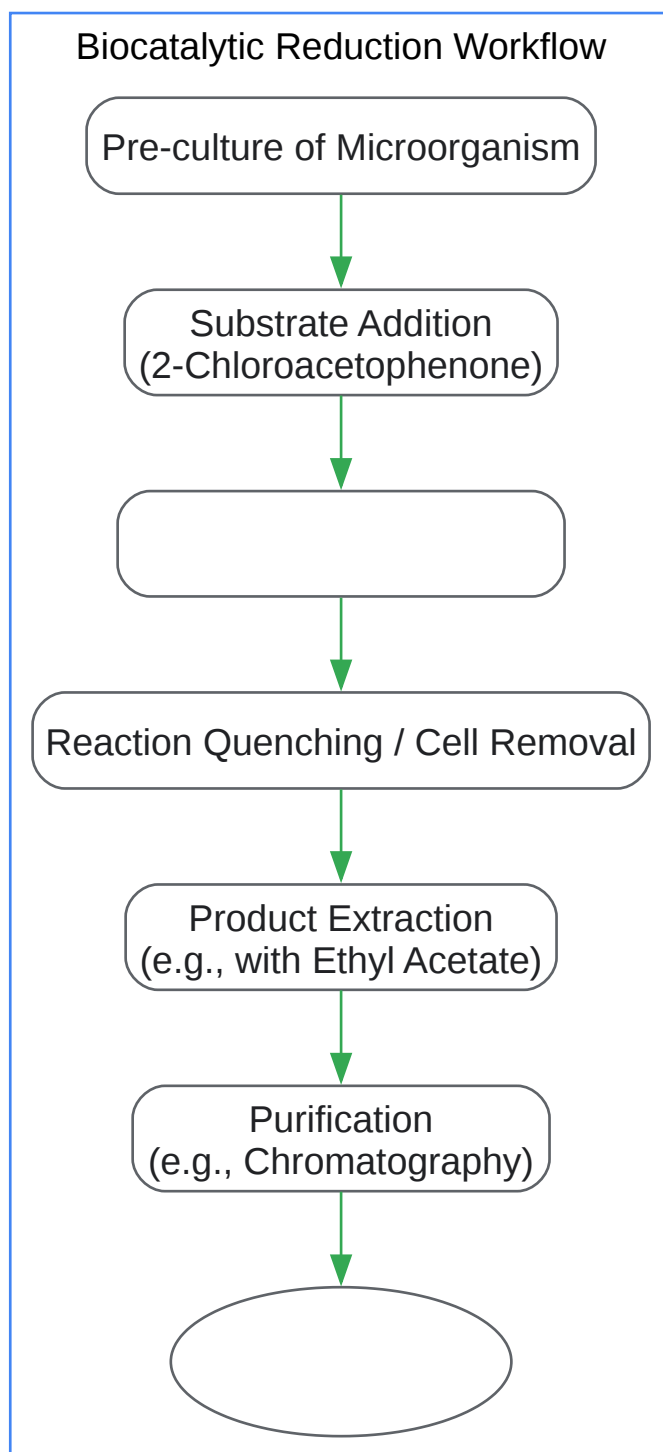 Biocatalytic Reduction Workflow
Pre-culture of Microorganism
Substrate Addition
(2-Chloroacetophenone)
Reaction Quenching / Cell Removal
Product Extraction
(e.g., with Ethyl Acetate)
Purification
(e.g., Chromatography)